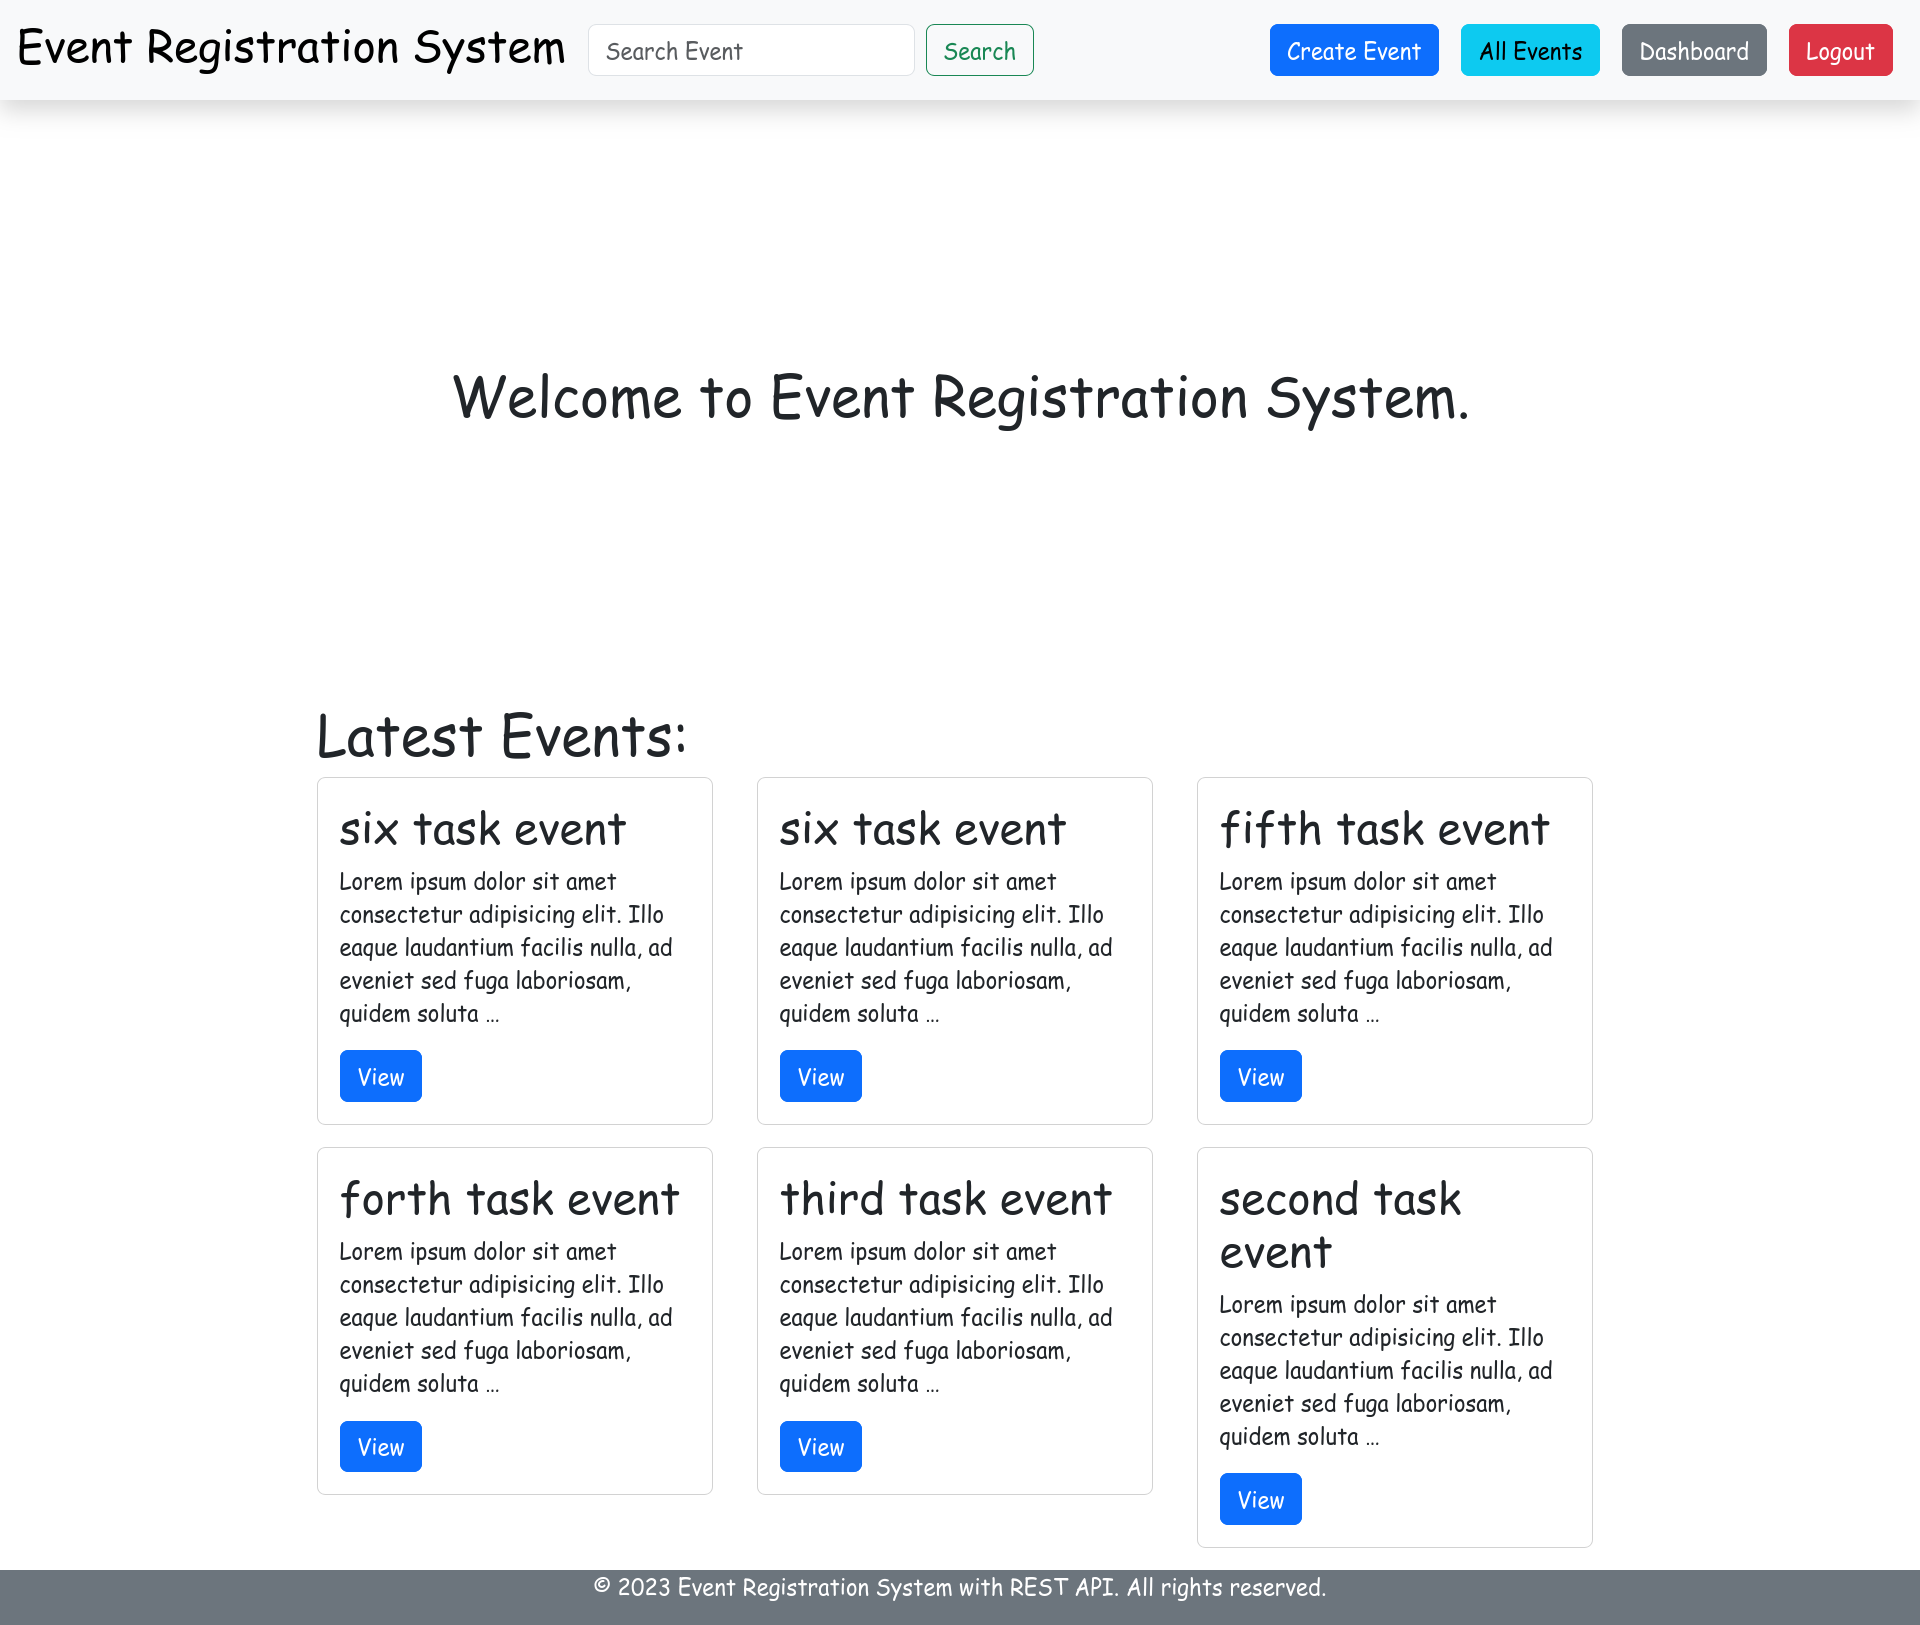 Event Registration System
Search Event
Search
Create Event
All Events
Dashboard
Logout
Welcome to Event Registration System.
Latest Events:
six task event
Lorem ipsum dolor sit amet
consectetur adipisicing elit. Illo
eaque laudantium facilis nulla, ad
eveniet sed fuga laboriosam,
quidem soluta ...
View
six task event
Lorem ipsum dolor sit amet
consectetur adipisicing elit. Illo
eaque laudantium facilis nulla, ad
eveniet sed fuga laboriosam,
quidem soluta ...
View
fifth task event
Lorem ipsum dolor sit amet
consectetur adipisicing elit. Illo
eaque laudantium facilis nulla, ad
eveniet sed fuga laboriosam,
quidem soluta ...
View
forth task event
Lorem ipsum dolor sit amet
consectetur adipisicing elit. Illo
eaque laudantium facilis nulla, ad
eveniet sed fuga laboriosam,
quidem soluta ...
View
third task event
Lorem ipsum dolor sit amet
consectetur adipisicing elit. Illo
eaque laudantium facilis nulla, ad
eveniet sed fuga laboriosam,
quidem soluta ...
View
second task
event
Lorem ipsum dolor sit amet
consectetur adipisicing elit. Illo
eaque laudantium facilis nulla, ad
eveniet sed fuga laboriosam,
quidem soluta ...
View
© 2023 Event Registration System with REST API. All rights reserved.